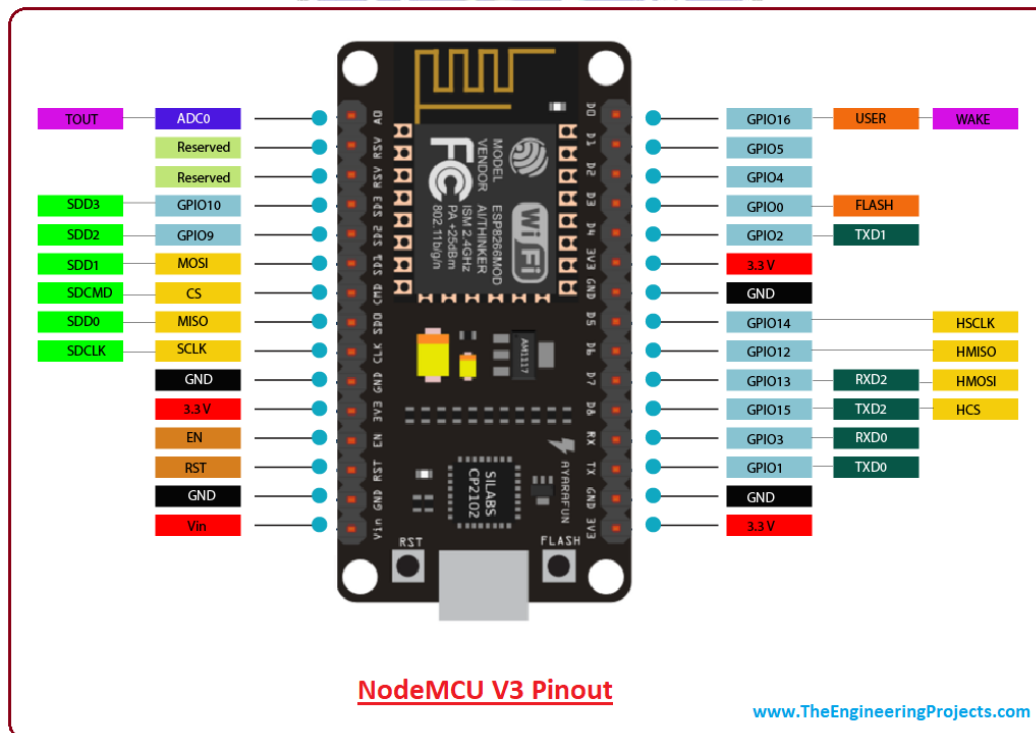 TOUT ADC0 A0 D0 GPIO16 USER WAKE
Reserved RSV D1 GPIO5
Reserved RSV D2 GPIO4
SDD3 GPIO10 SD3 D3 GPIO0 FLASH
SDD2 GPIO9 SD2 D4 GPIO2 TXD1
SDD1 MOSI SD1 3V3 3.3 V
SDCMD CS CMD GND GND
SDD0 MISO SD0 D5 GPIO14 HSCLK
SDCLK SCLK CLK D6 GPIO12 HMISO
GND GND D7 GPIO13 RXD2 HMOSI
3.3 V 3V3 D8 GPIO15 TXD2 HCS
EN EN RX GPIO3 RXD0
RST RST TX GPIO1 TXD0
GND GND GND GND
Vin Vin 3V3 3.3 V
MODEL ESP8266MOD
VENDOR AI/THINKER
ISM 2.4GHz
PA +25dBm
802.11b/g/n
FC
Wi Fi
AM1117
SILABS
CP2102
AYARAFUN
RST
FLASH
NodeMCU V3 Pinout
www.TheEngineeringProjects.com